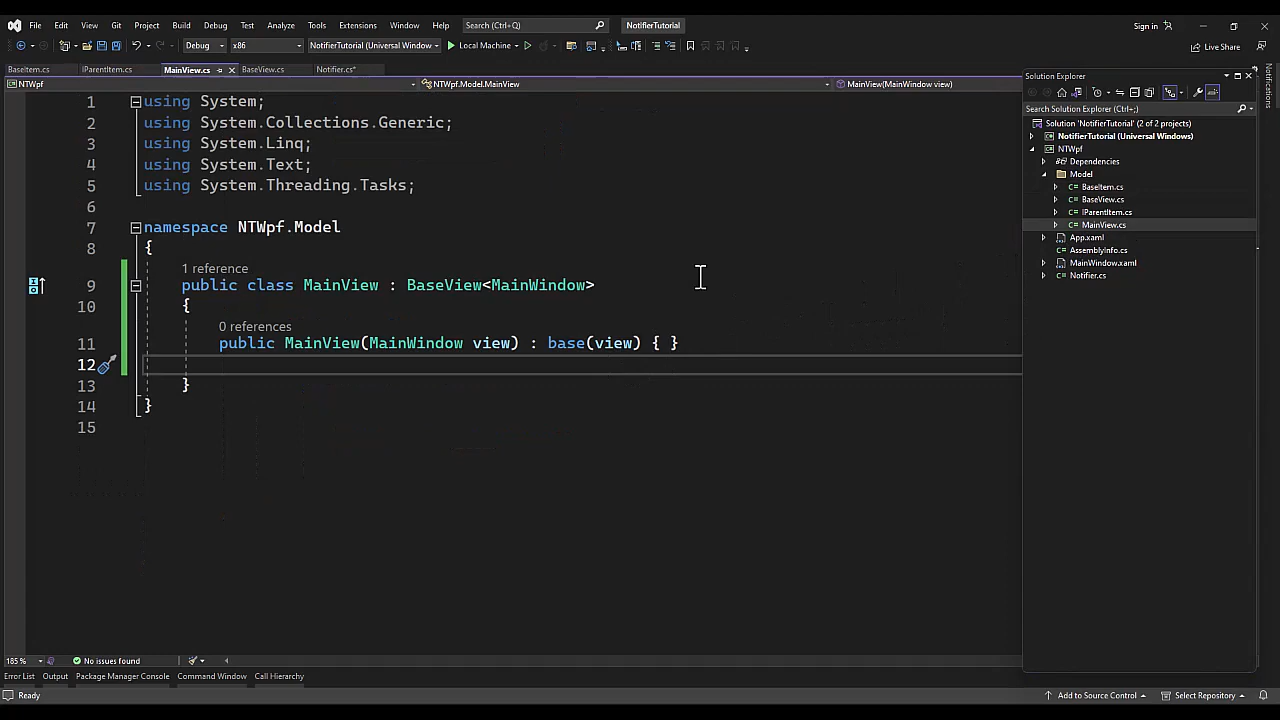 File Edit View Git Project Build Debug Test Analyze Tools Extensions Window Help Search (Ctrl+Q) NotifierTutorial Sign in
Debug x86 NotifierTutorial (Universal Window) Local Machine Live Share
BaseItem.cs IParentItem.cs MainView.cs BaseView.cs Notifier.cs*
NTWpf NTWpf.Model.MainView MainView(MainWindow view)
1 using System;
2 using System.Collections.Generic;
3 using System.Linq;
4 using System.Text;
5 using System.Threading.Tasks;
6
7 namespace NTWpf.Model
8 {
1 reference
9 public class MainView : BaseView<MainWindow>
10 {
0 references
11 public MainView(MainWindow view) : base(view) { }
12
13 }
14 }
15
185 % No issues found
Error List Output Package Manager Console Command Window Call Hierarchy
Ready Add to Source Control Select Repository
Solution Explorer
Search Solution Explorer (Ctrl+;)
Solution 'NotifierTutorial' (2 of 2 projects)
NotifierTutorial (Universal Windows)
NTWpf
Dependencies
Model
BaseItem.cs
BaseView.cs
IParentItem.cs
MainView.cs
App.xaml
AssemblyInfo.cs
MainWindow.xaml
Notifier.cs
Notifications